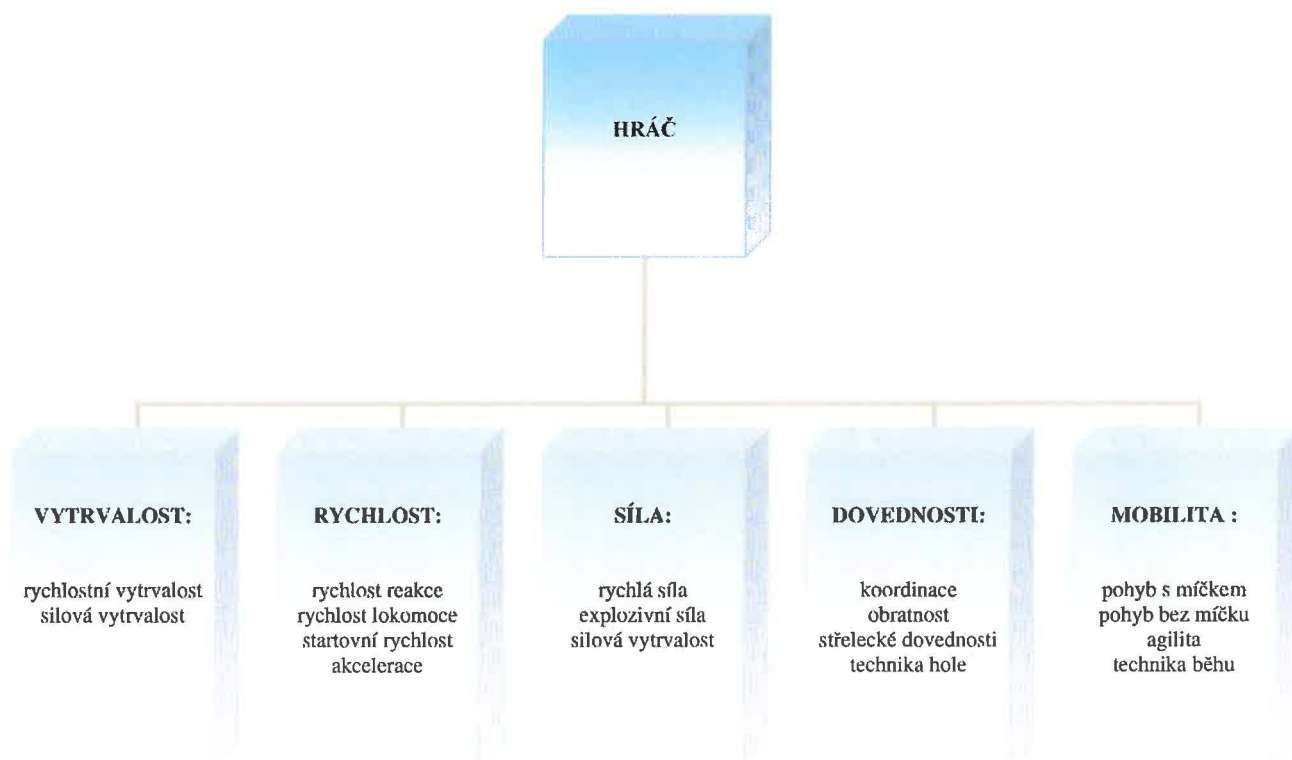 HRÁČ
VYTRVALOST:
rychlostní vytrvalost
silová vytrvalost
RYCHLOST:
rychlost reakce
rychlost lokomoce
startovní rychlost
akcelerace
SÍLA:
rychlá síla
explozivní síla
silová vytrvalost
DOVEDNOSTI:
koordinace
obratnost
střelecké dovednosti
technika hole
MOBILITA :
pohyb s míčkem
pohyb bez míčku
agilita
technika běhu